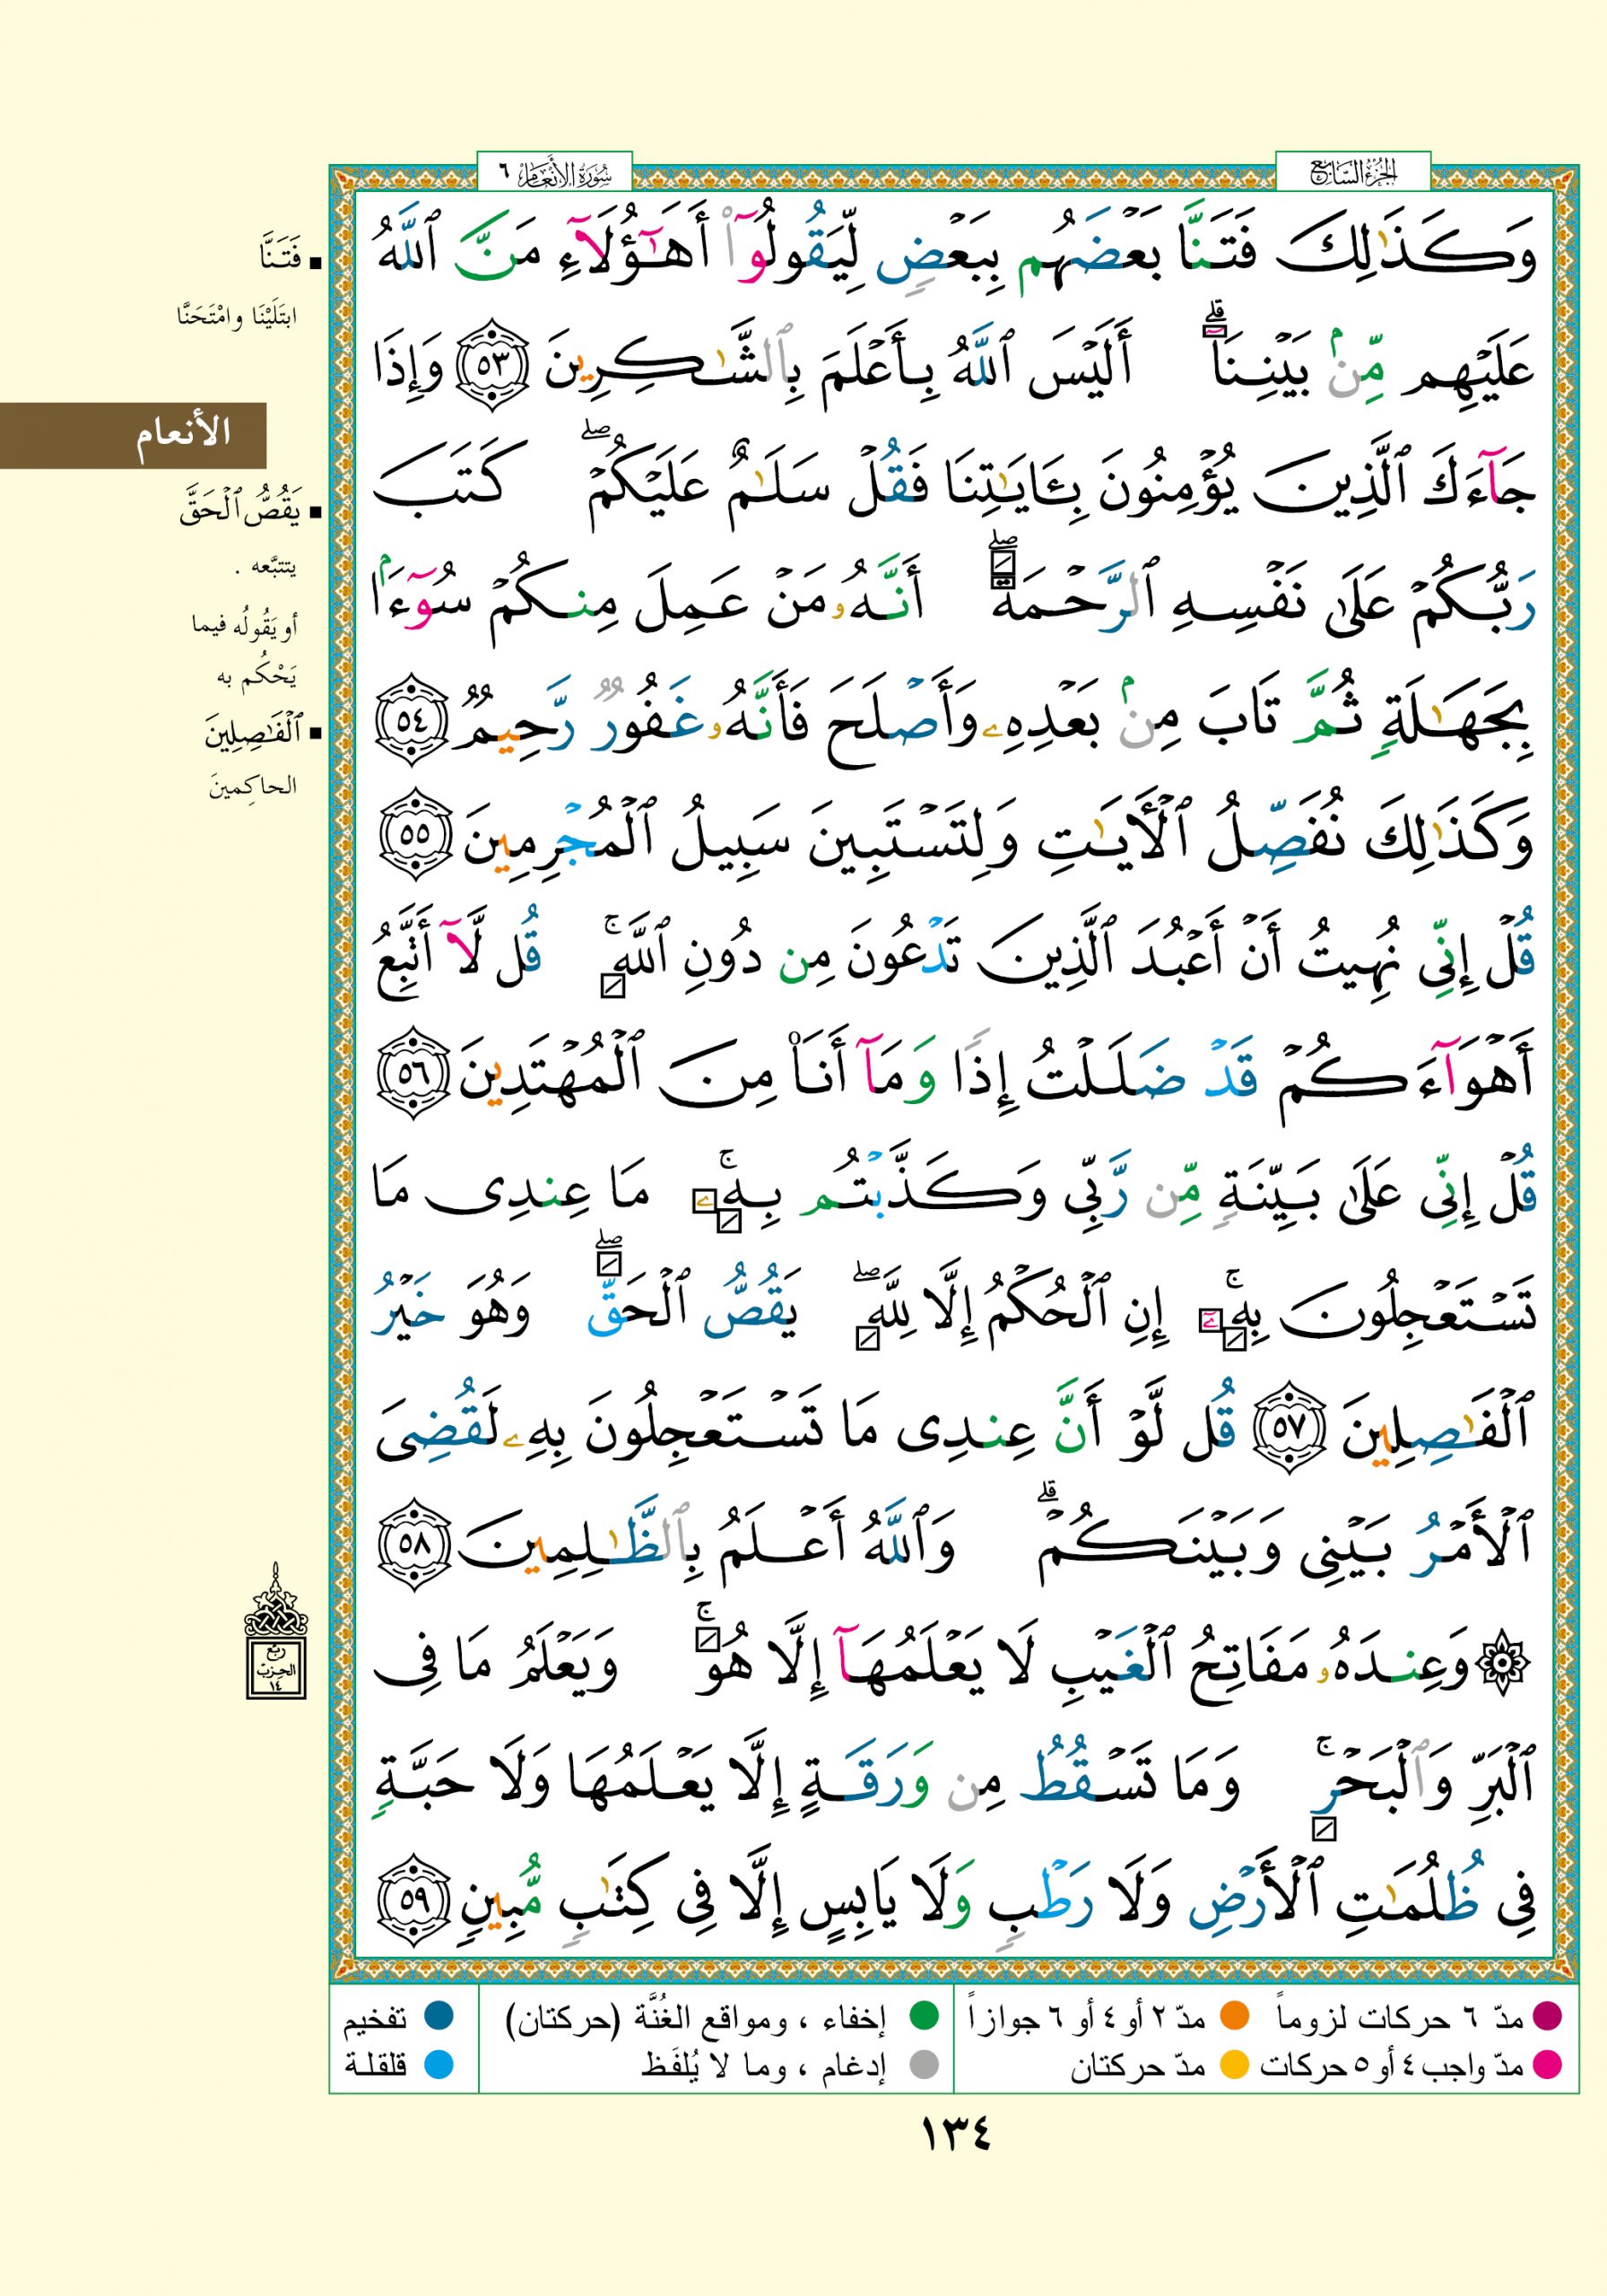 الجزء السابع
سورة الأنعام ٦
وَكَذَٰلِكَ فَتَنَّا بَعْضَهُم بِبَعْضٍ لِّيَقُولُوٓا۟ أَهَٰٓؤُلَآءِ مَنَّ ٱللَّهُ
عَلَيْهِم مِّنۢ بَيْنِنَآ ۗ أَلَيْسَ ٱللَّهُ بِأَعْلَمَ بِٱلشَّٰكِرِينَ ٥٣ وَإِذَا
جَآءَكَ ٱلَّذِينَ يُؤْمِنُونَ بِـَٔايَٰتِنَا فَقُلْ سَلَٰمٌ عَلَيْكُمْ ۖ كَتَبَ
رَبُّكُمْ عَلَىٰ نَفْسِهِ ٱلرَّحْمَةَ ۖ أَنَّهُۥ مَنْ عَمِلَ مِنكُمْ سُوٓءًۢا
بِجَهَٰلَةٍ ثُمَّ تَابَ مِنۢ بَعْدِهِۦ وَأَصْلَحَ فَأَنَّهُۥ غَفُورٌ رَّحِيمٌ ٥٤
وَكَذَٰلِكَ نُفَصِّلُ ٱلْأَيَٰتِ وَلِتَسْتَبِينَ سَبِيلُ ٱلْمُجْرِمِينَ ٥٥
قُلْ إِنِّى نُهِيتُ أَنْ أَعْبُدَ ٱلَّذِينَ تَدْعُونَ مِن دُونِ ٱللَّهِ ۚ قُل لَّآ أَتَّبِعُ
أَهْوَآءَكُمْ قَدْ ضَلَلْتُ إِذًا وَمَآ أَنَا۠ مِنَ ٱلْمُهْتَدِينَ ٥٦
قُلْ إِنِّى عَلَىٰ بَيِّنَةٍ مِّن رَّبِّى وَكَذَّبْتُم بِهِۦ ۚ مَا عِندِى مَا
تَسْتَعْجِلُونَ بِهِۦٓ ۚ إِنِ ٱلْحُكْمُ إِلَّا لِلَّهِ ۖ يَقُصُّ ٱلْحَقَّ ۖ وَهُوَ خَيْرُ
ٱلْفَٰصِلِينَ ٥٧ قُل لَّوْ أَنَّ عِندِى مَا تَسْتَعْجِلُونَ بِهِۦ لَقُضِىَ
ٱلْأَمْرُ بَيْنِى وَبَيْنَكُمْ ۗ وَٱللَّهُ أَعْلَمُ بِٱلظَّٰلِمِينَ ٥٨
۞ وَعِندَهُۥ مَفَاتِحُ ٱلْغَيْبِ لَا يَعْلَمُهَآ إِلَّا هُوَ ۚ وَيَعْلَمُ مَا فِى
ٱلْبَرِّ وَٱلْبَحْرِ ۚ وَمَا تَسْقُطُ مِن وَرَقَةٍ إِلَّا يَعْلَمُهَا وَلَا حَبَّةٍ
فِى ظُلُمَٰتِ ٱلْأَرْضِ وَلَا رَطْبٍ وَلَا يَابِسٍ إِلَّا فِى كِتَٰبٍ مُّبِينٍ ٥٩
■ فَتَنَّا
ابتَلَيْنَا وامْتَحَنَّا
الأنعام
■ يَقُصُّ ٱلْحَقَّ
يتتبَّعه .
أو يَقُولُه فيما
يَحْكُم به
■ ٱلْفَٰصِلِينَ
الحاكِمينَ
ربع
الحزب
١٤
مدّ ٦ حركات لزوماً
مدّ ٢ أو ٤ أو ٦ جوازاً
إخفاء ، ومواقع الغُنَّة (حركتان)
تفخيم
مدّ واجب ٤ أو ٥ حركات
مدّ حركتان
إدغام ، وما لا يُلفَظ
قلقلة
١٣٤